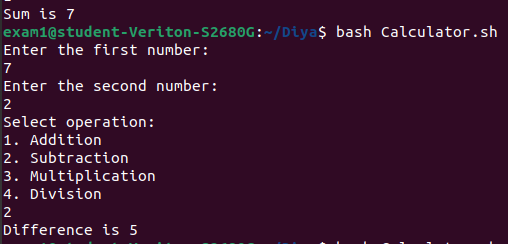 Sum is 7
exam1@student-Veriton-S2680G:~/Diya$ bash Calculator.sh
Enter the first number:
7
Enter the second number:
2
Select operation:
1. Addition
2. Subtraction
3. Multiplication
4. Division
2
Difference is 5